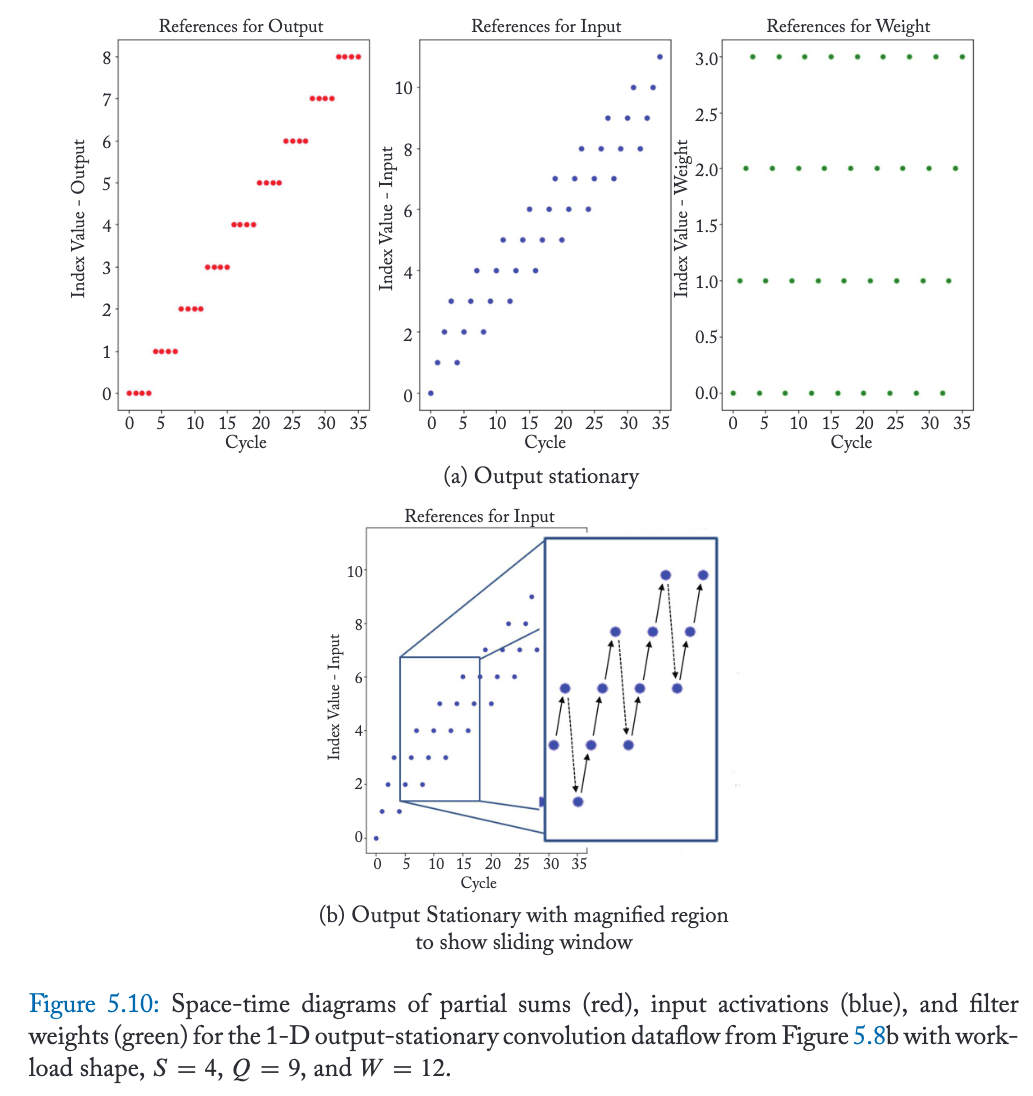 References for Output
References for Input
References for Weight
Index Value - Output
8
7
6
5
4
3
2
1
0
0 5 10 15 20 25 30 35
Cycle
Index Value - Input
10
8
6
4
2
0
0 5 10 15 20 25 30 35
Cycle
Index Value - Weight
3.0
2.5
2.0
1.5
1.0
0.5
0.0
0 5 10 15 20 25 30 35
Cycle
(a) Output stationary
References for Input
Index Value - Input
10
8
6
4
2
0
0 5 10 15 20 25 30 35
Cycle
(b) Output Stationary with magnified region
to show sliding window
Figure 5.10: Space-time diagrams of partial sums (red), input activations (blue), and filter
weights (green) for the 1-D output-stationary convolution dataflow from Figure 5.8b with work-
load shape, S = 4, Q = 9, and W = 12.